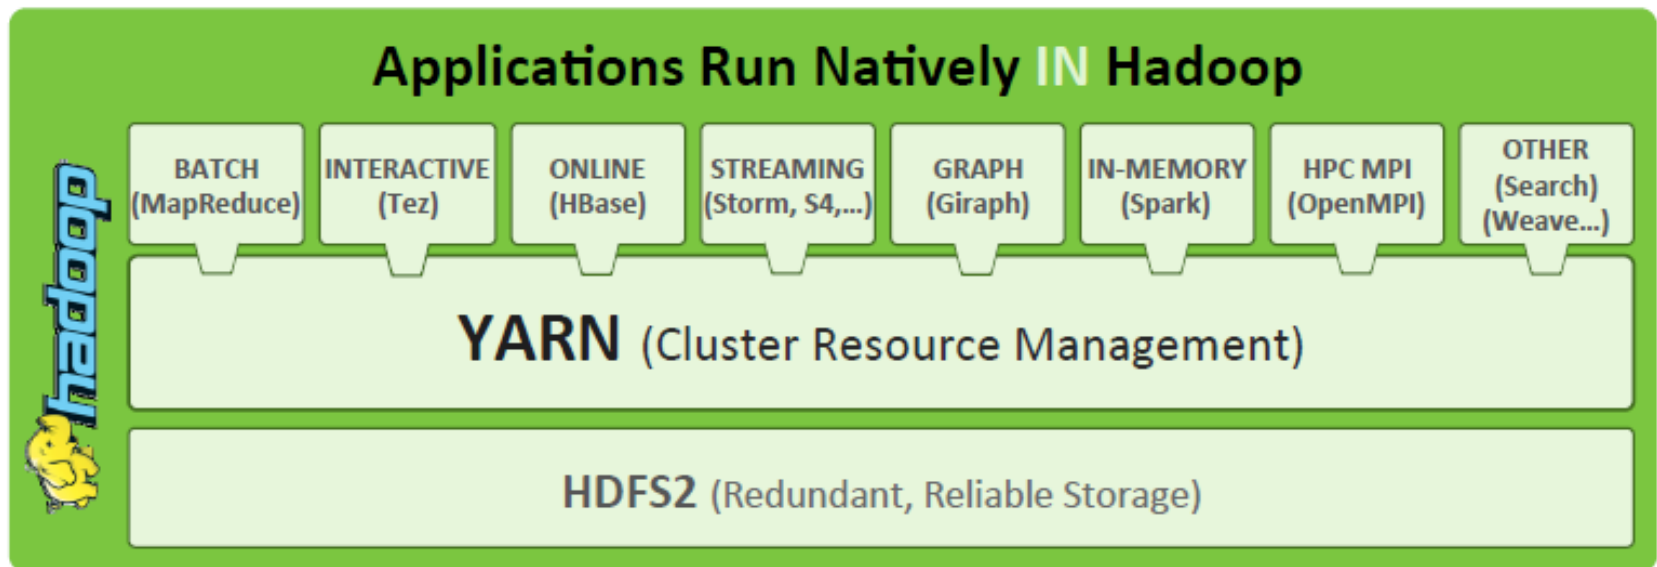 Applications Run Natively IN Hadoop
hadoop
BATCH
(MapReduce)
INTERACTIVE
(Tez)
ONLINE
(HBase)
STREAMING
(Storm, S4,...)
GRAPH
(Giraph)
IN-MEMORY
(Spark)
HPC MPI
(OpenMPI)
OTHER
(Search)
(Weave...)
YARN (Cluster Resource Management)
HDFS2 (Redundant, Reliable Storage)